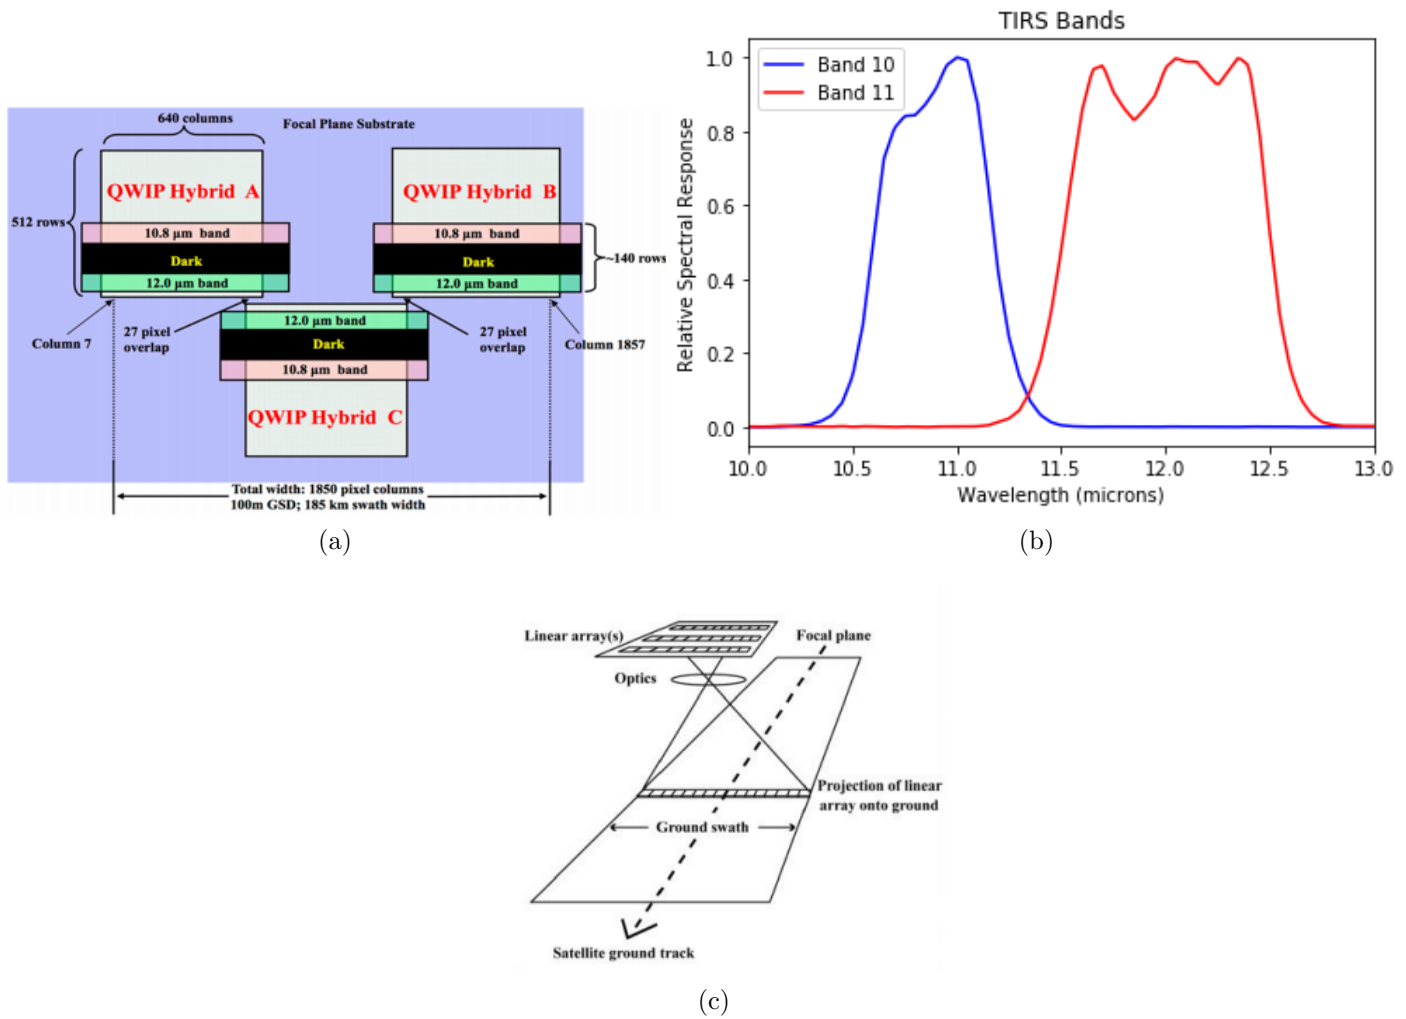 640 columns
Focal Plane Substrate
QWIP Hybrid A
QWIP Hybrid B
512 rows
10.8 µm band
10.8 µm band
Dark
Dark
~140 rows
12.0 µm band
12.0 µm band
Column 7
27 pixel
overlap
12.0 µm band
27 pixel
overlap
Column 1857
Dark
10.8 µm band
QWIP Hybrid C
Total width: 1850 pixel columns
100m GSD; 185 km swath width
(a)
TIRS Bands
Band 10
Band 11
Relative Spectral Response
1.0
0.8
0.6
0.4
0.2
0.0
10.0 10.5 11.0 11.5 12.0 12.5 13.0
Wavelength (microns)
(b)
Linear array(s)
Focal plane
Optics
Projection of linear
array onto ground
Ground swath
Satellite ground track
(c)